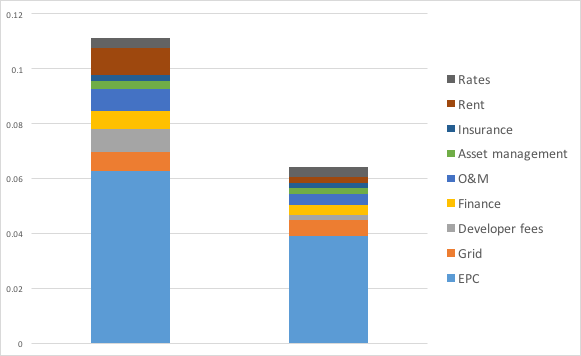 0.12
0.1
0.08
0.06
0.04
0.02
0
Rates
Rent
Insurance
Asset management
O&M
Finance
Developer fees
Grid
EPC